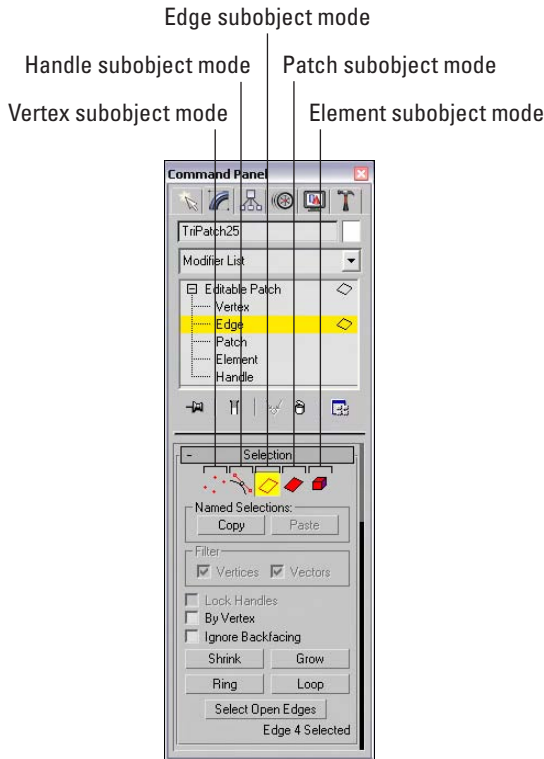 Edge subobject mode
Handle subobject mode
Patch subobject mode
Vertex subobject mode
Element subobject mode
Command Panel
TriPatch25
Modifier List
Editable Patch
Vertex
Edge
Patch
Element
Handle
- Selection
Named Selections:
Copy Paste
Filter
Vertices Vectors
Lock Handles
By Vertex
Ignore Backfacing
Shrink Grow
Ring Loop
Select Open Edges
Edge 4 Selected